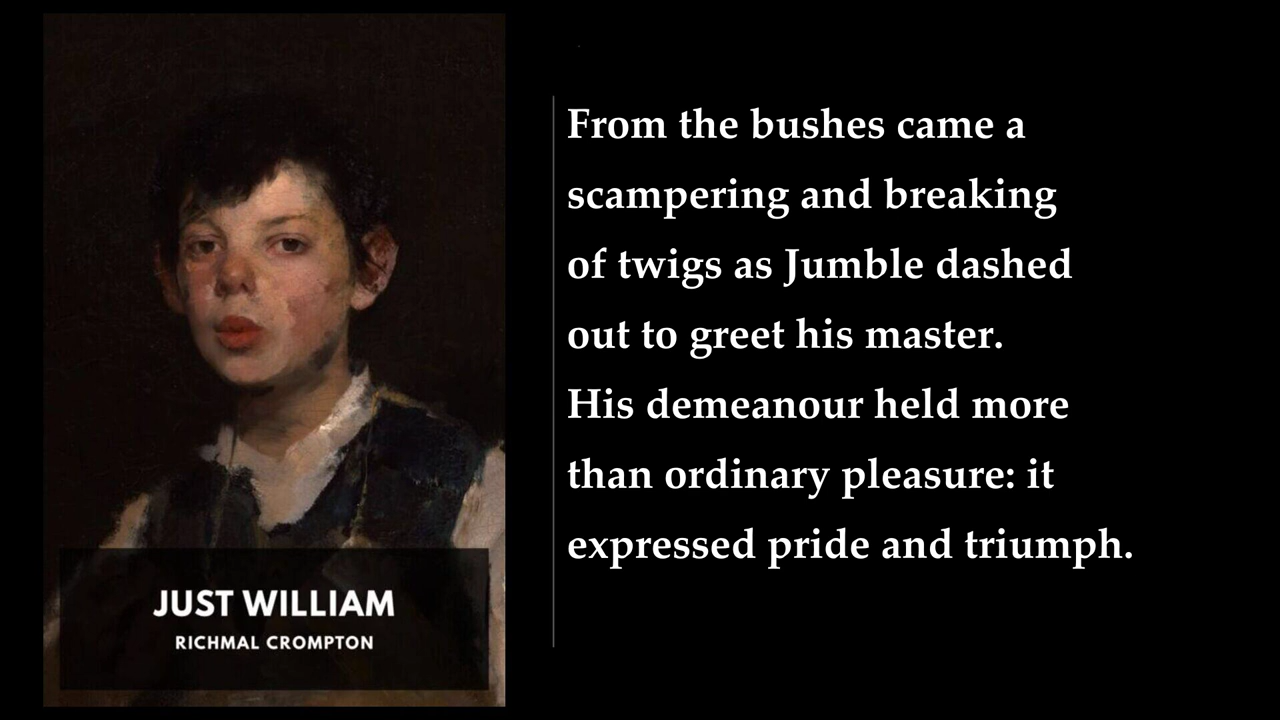 From the bushes came a
scampering and breaking
of twigs as Jumble dashed
out to greet his master.
His demeanour held more
than ordinary pleasure: it
expressed pride and triumph.
JUST WILLIAM
RICHMAL CROMPTON